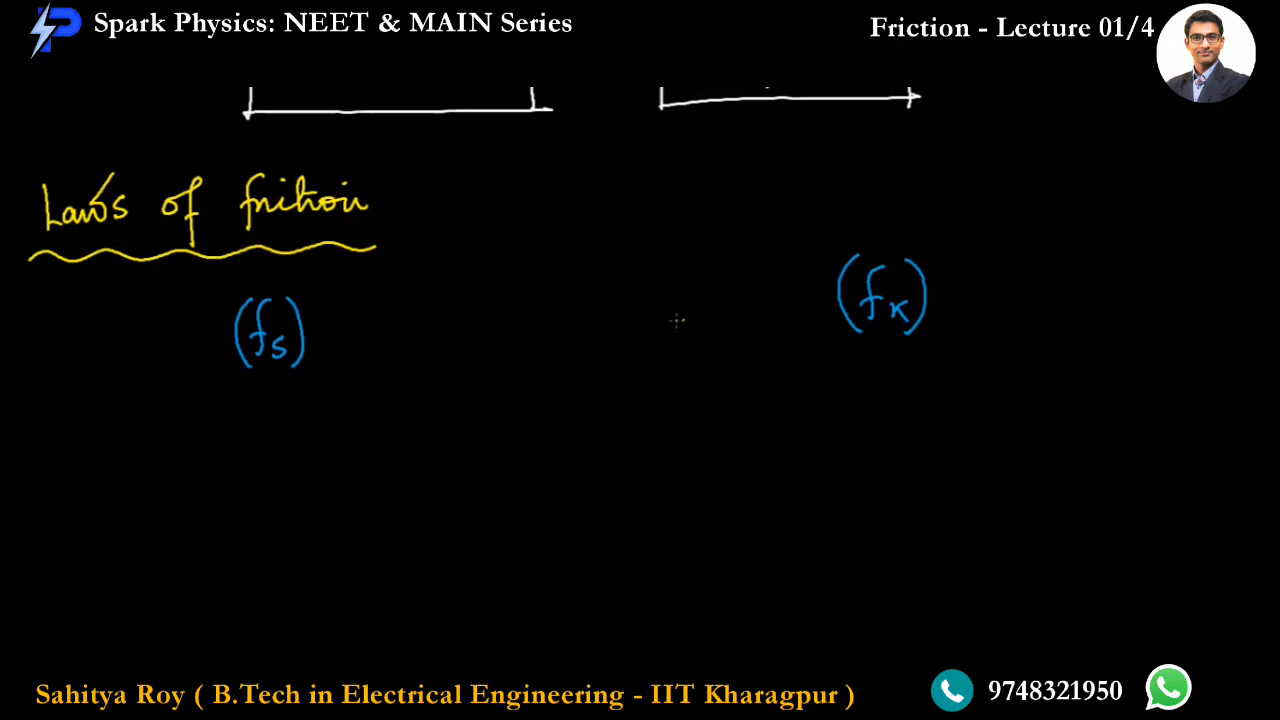 Spark Physics: NEET & MAIN Series
Friction - Lecture 01/4
Laws of friction
(fs)
(fK)
Sahitya Roy ( B.Tech in Electrical Engineering - IIT Kharagpur )
9748321950